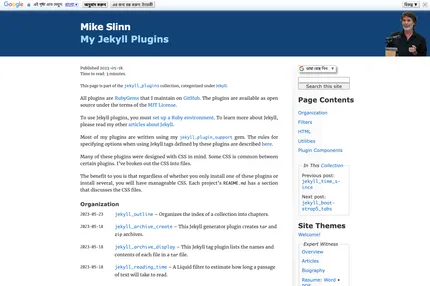 Google
Mike Slinn
My Jekyll Plugins
Published 2022-05-18.
Time to read: 3 minutes.
This page is part of the jekyll_plugins collection, categorized under Jekyll.
All plugins are RubyGems that I maintain on GitHub. The plugins are available as
open source under the terms of the MIT License.
To use Jekyll plugins, you must set up a Ruby environment. To learn more about Jekyll,
please read my other articles about Jekyll.
Most of my plugins are written using my jekyll_plugin_support gem. The rules for
specifying options when using Jekyll tags defined by these plugins are described here.
Many of these plugins were designed with CSS in mind. Some CSS is common between
certain plugins. I've broken out the CSS into files.
The benefit to you is that regardless of whether you only install one of these plugins or
install several, you will have manageable CSS. Each project's README.md has a section
that discusses the CSS files.
Organization
2023-05-23 jekyll_outline – Organizes the index of a collection into chapters.
2023-05-18 jekyll_archive_create – This Jekyll generator plugin creates tar and
zip archives.
2023-05-18 jekyll_archive_display – This Jekyll tag plugin lists the names and
contents of each file in a tar file.
2023-05-18 jekyll_reading_time – A Liquid filter to estimate how long a passage
of text will take to read.
Search this site
Page Contents
Organization
Filters
HTML
Utilities
Plugin Components
In This Collection
Previous post:
jekyll_time_s-
ince
Next post:
jekyll_boot-
strap5_tabs
Site Themes
Welcome!
Expert Witness
Overview
Articles
Biography
Resume: Word •
PDF